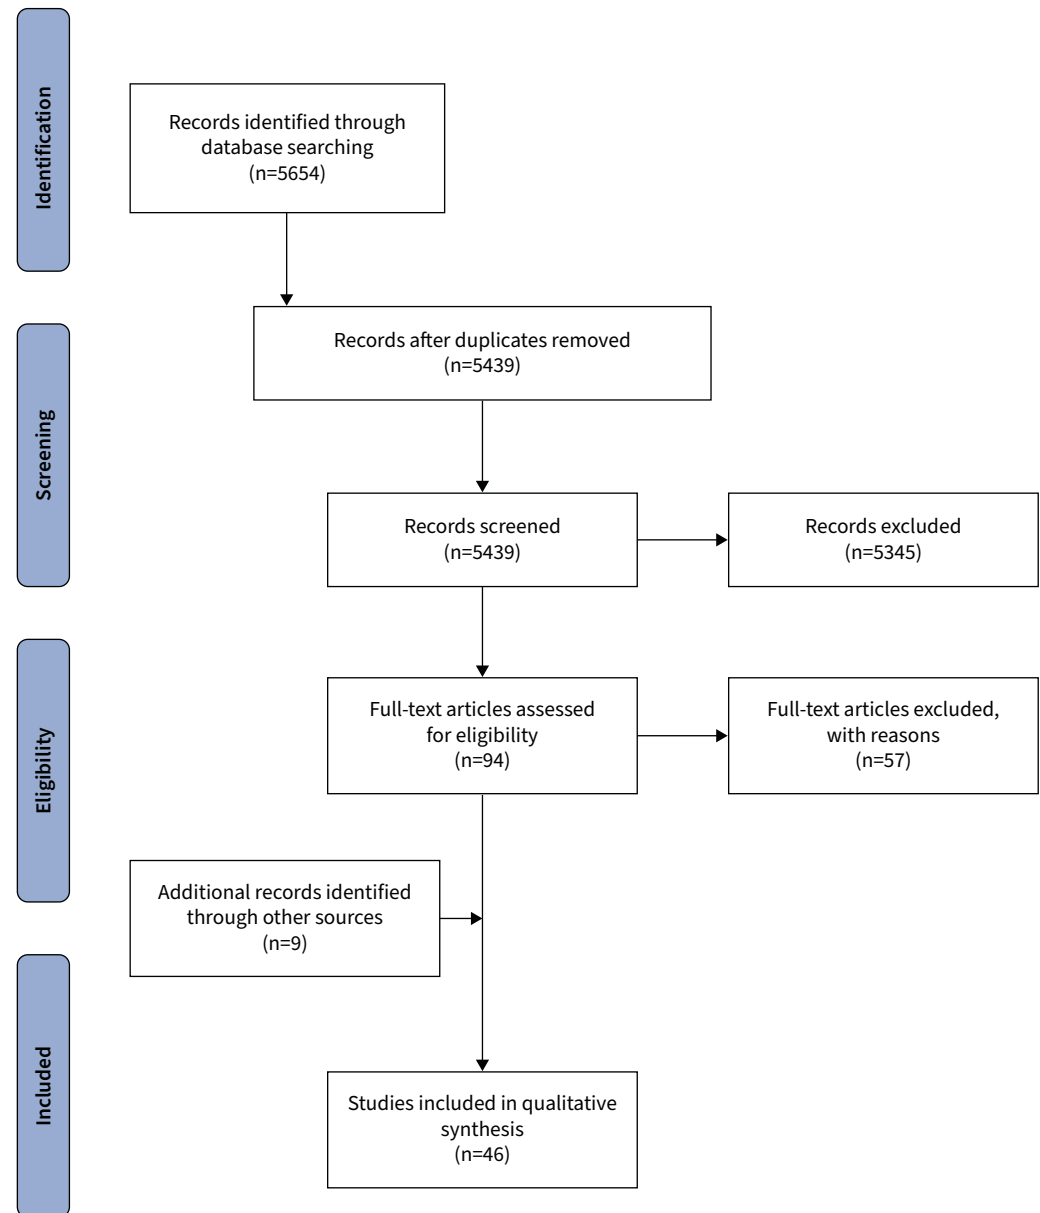 Identification
Records identified through
database searching
(n=5654)
Screening
Records after duplicates removed
(n=5439)
Records screened
(n=5439)
Records excluded
(n=5345)
Eligibility
Full-text articles assessed
for eligibility
(n=94)
Full-text articles excluded,
with reasons
(n=57)
Additional records identified
through other sources
(n=9)
Included
Studies included in qualitative
synthesis
(n=46)